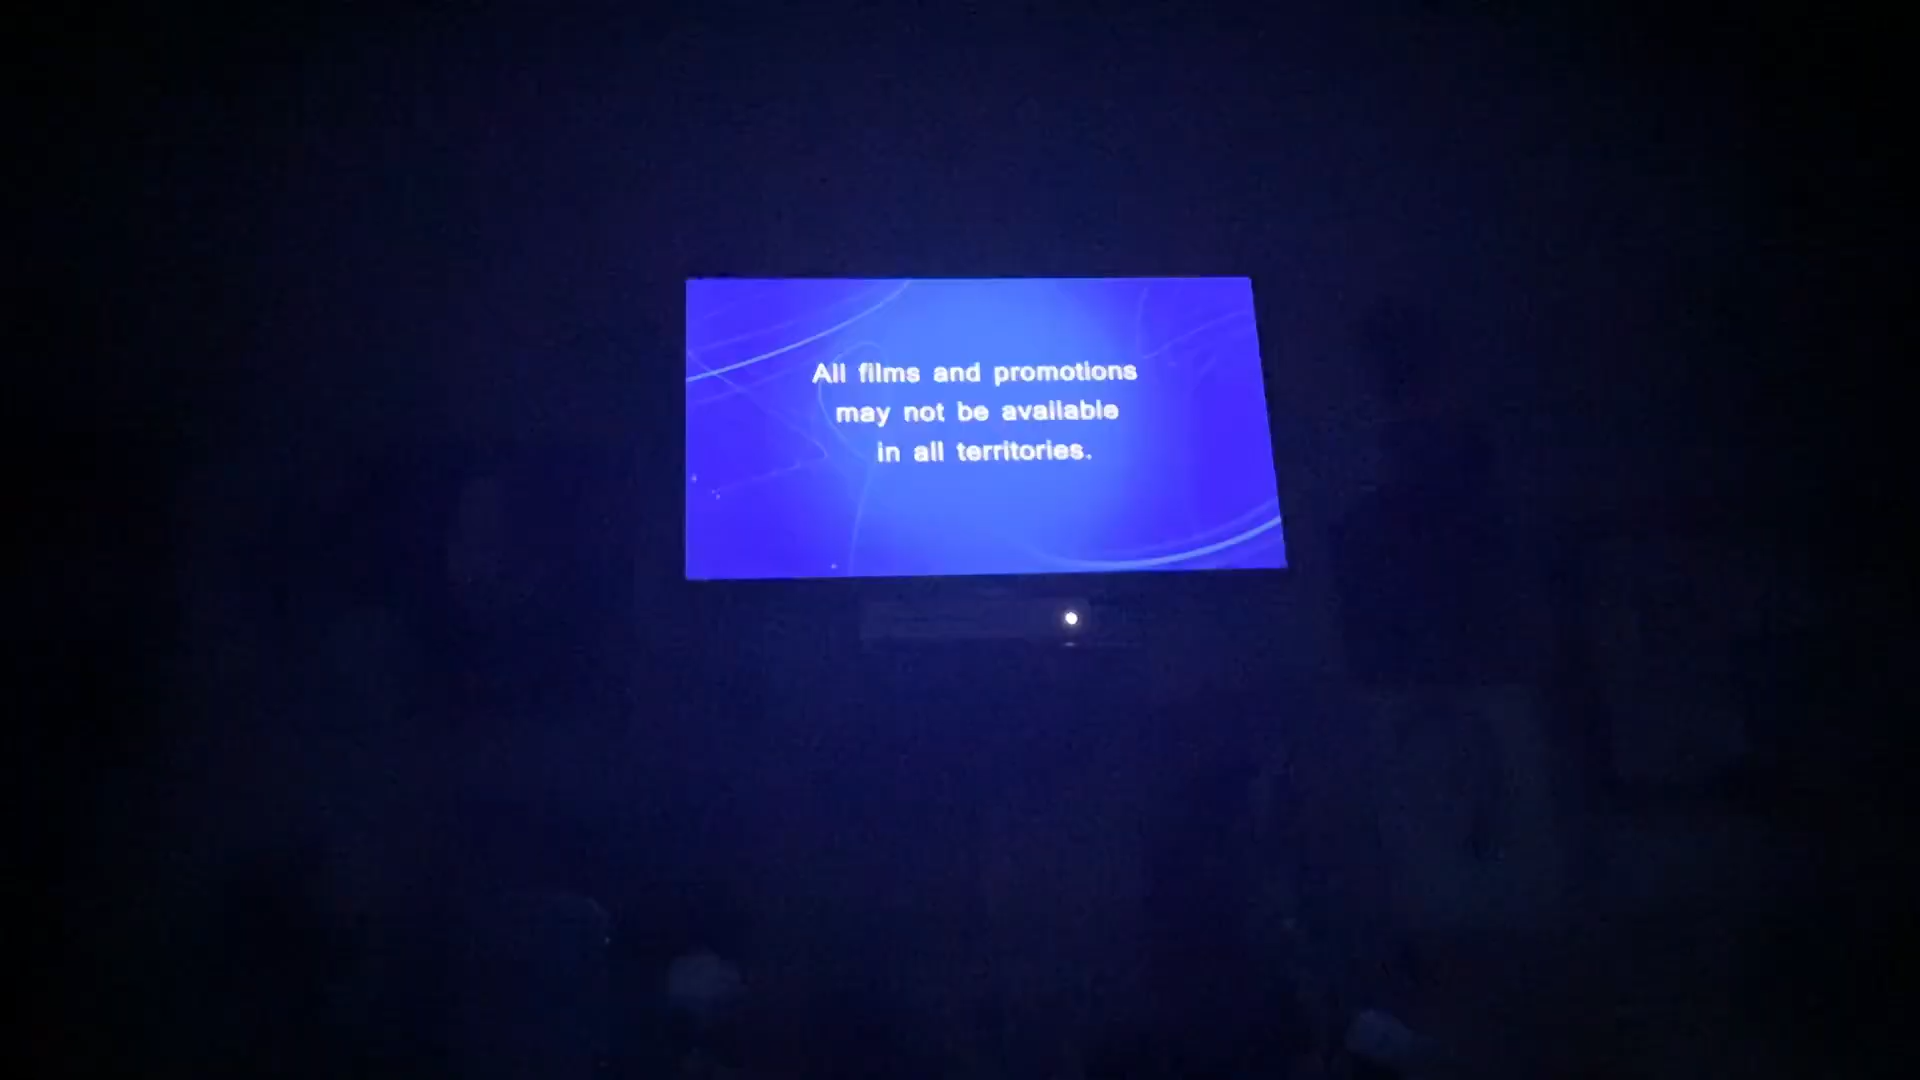 All films and promotions
may not be available
in all territories.